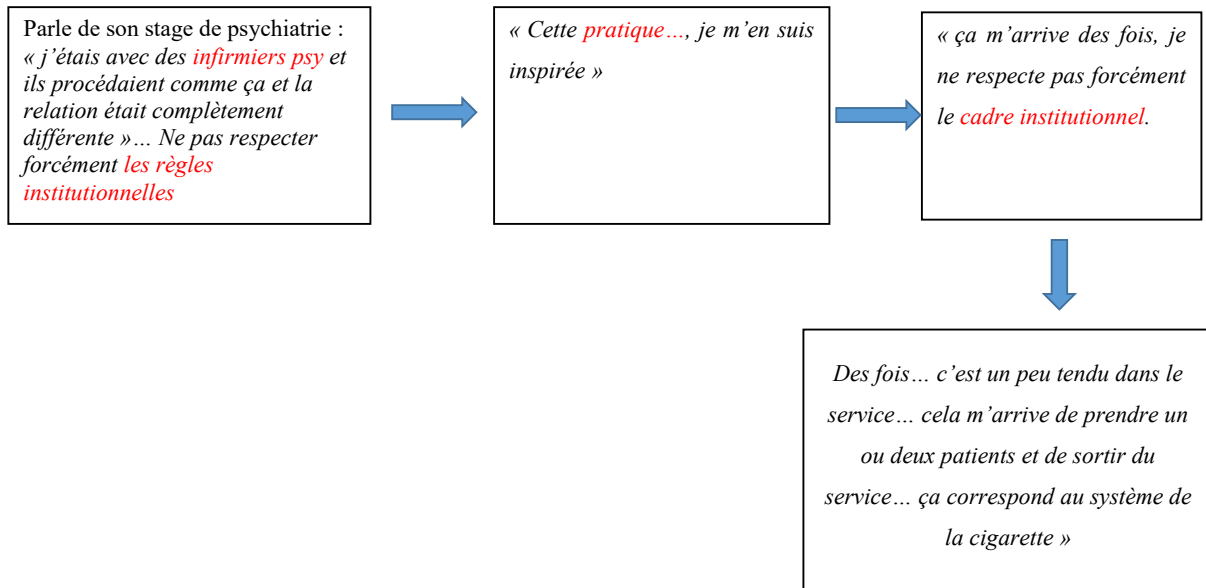 Parle de son stage de psychiatrie :
« j’étais avec des infirmiers psy et
ils procédaient comme ça et la
relation était complètement
différente »… Ne pas respecter
forcément les règles
institutionnelles
« Cette pratique…, je m’en suis
inspirée »
« ça m’arrive des fois, je
ne respecte pas forcément
le cadre institutionnel.
Des fois… c’est un peu tendu dans le
service… cela m’arrive de prendre un
ou deux patients et de sortir du
service… ça correspond au système de
la cigarette »